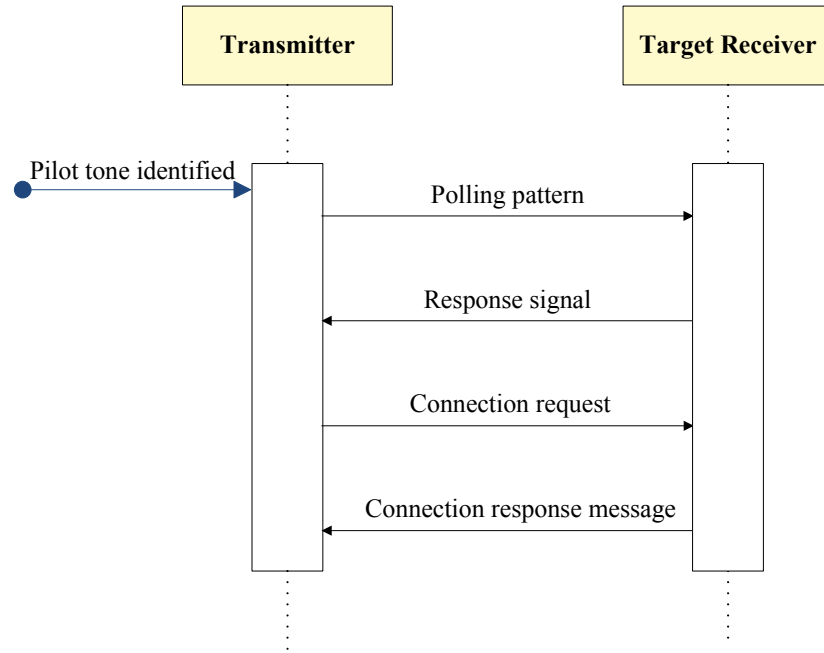 Transmitter
Target Receiver
Pilot tone identified
Polling pattern
Response signal
Connection request
Connection response message